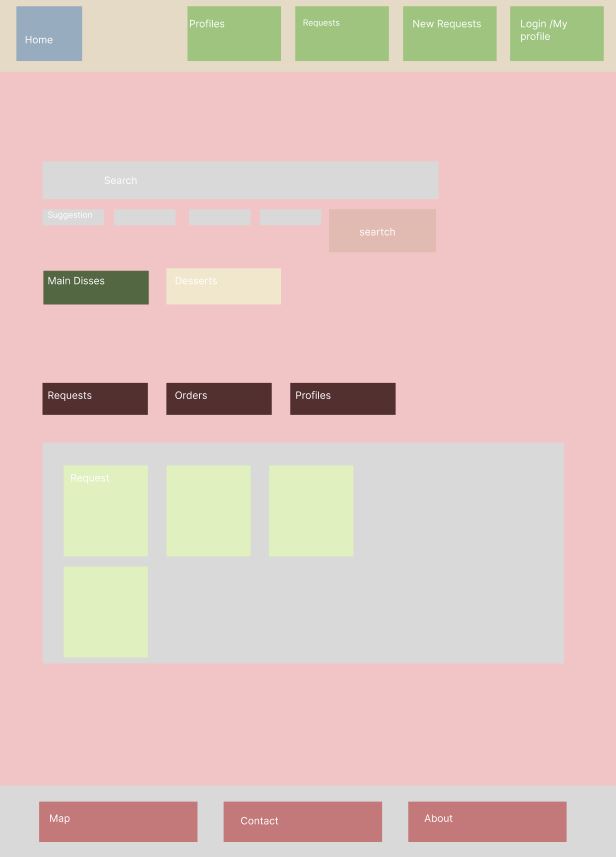 Home
Profiles
Requests
New Requests
Login /My
profile
Search
Suggestion
seartch
Main Disses
Desserts
Requests
Orders
Profiles
Request
Map
Contact
About